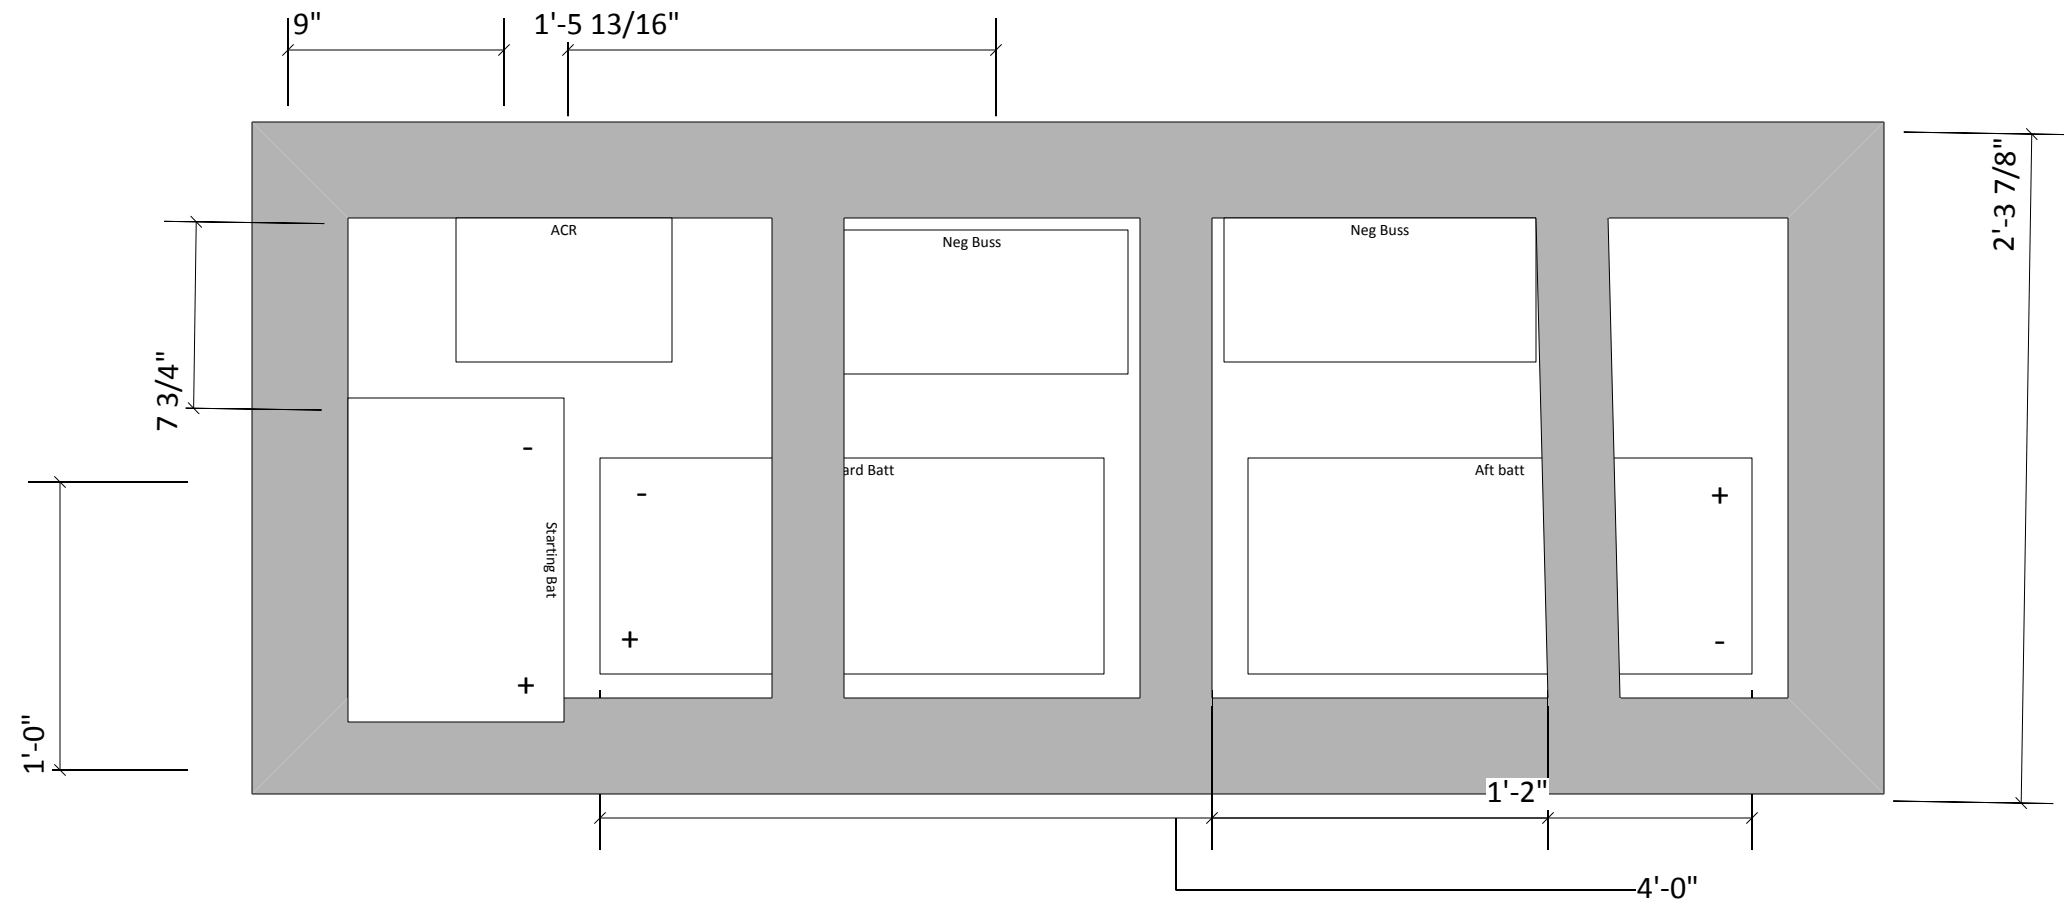 9"
1'-5 13/16"
2'-3 7/8"
ACR
Neg Buss
Neg Buss
7 3/4"
-
ard Batt
Aft batt
-
+
Starting Bat
+
-
+
1'-0"
1'-2"
4'-0"